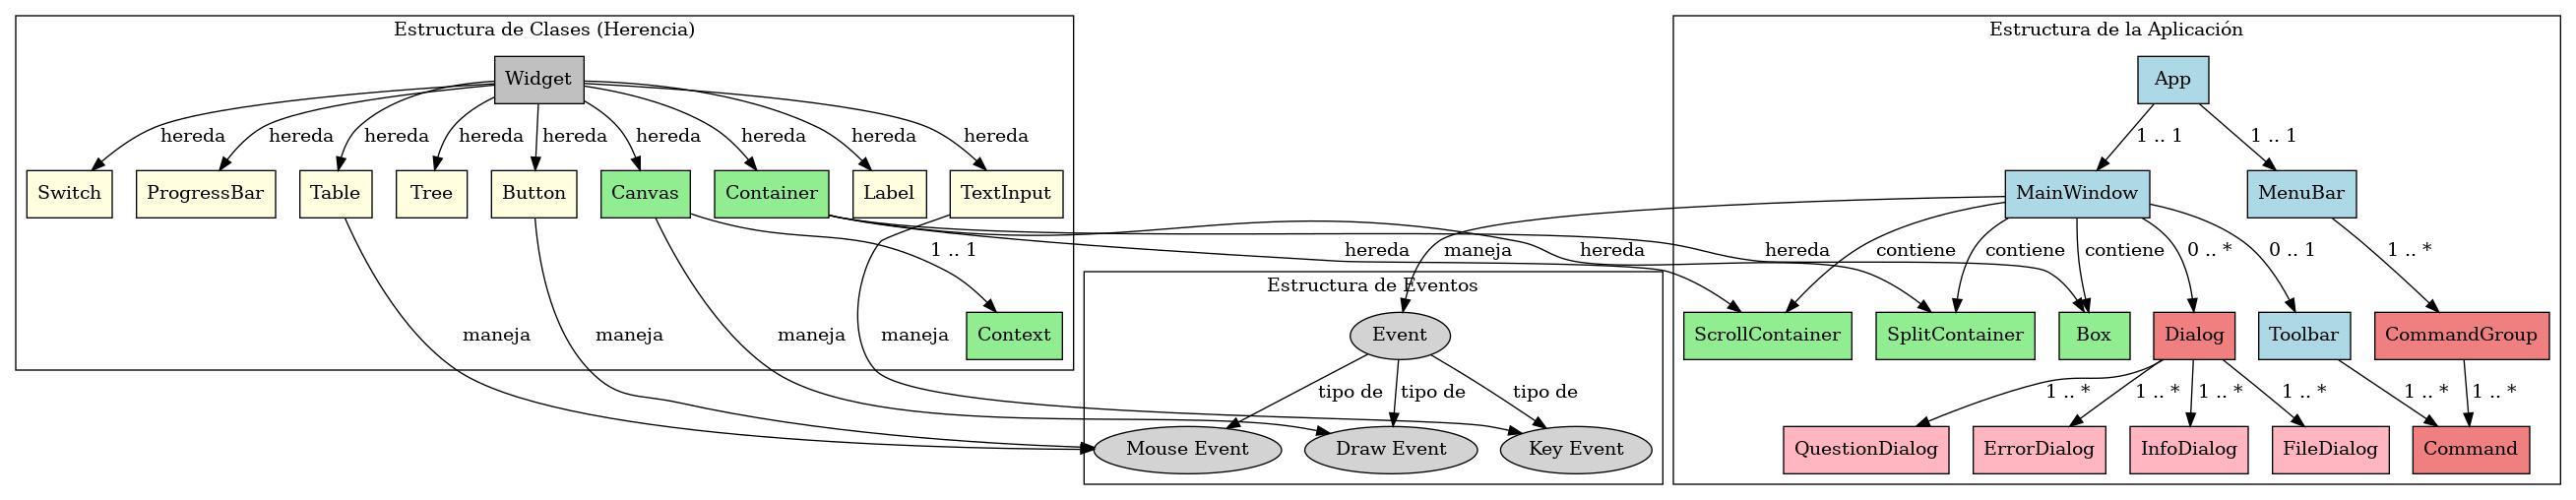 Estructura de Clases (Herencia)
Estructura de la Aplicación
Widget
App
hereda hereda hereda hereda hereda hereda hereda hereda hereda
1 .. 1 1 .. 1
Switch ProgressBar Table Tree Button Canvas Container Label TextInput
MainWindow MenuBar
1 .. 1 hereda maneja hereda hereda contiene contiene contiene 0 .. * 0 .. 1 1 .. *
Estructura de Eventos
maneja maneja maneja maneja Context
Event
ScrollContainer SplitContainer Box Dialog Toolbar CommandGroup
tipo de tipo de tipo de
1 .. * 1 .. * 1 .. * 1 .. * 1 .. * 1 .. *
Mouse Event Draw Event Key Event
QuestionDialog ErrorDialog InfoDialog FileDialog Command